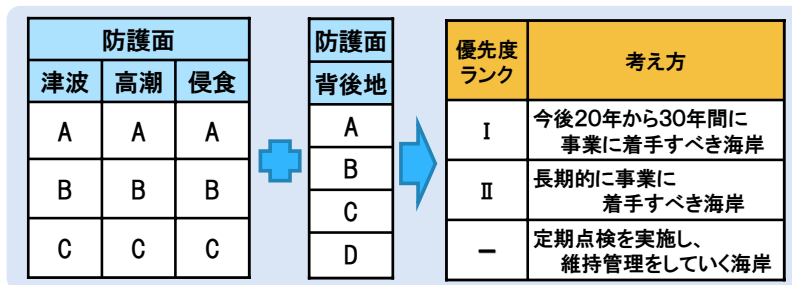 防護面
津波 高潮 侵食
A A A
B B B
C C C
防護面
背後地
A
B
C
D
優先度
ランク
考え方
Ⅰ
今後20年から30年間に
事業に着手すべき海岸
Ⅱ
長期的に事業に
着手すべき海岸
－
定期点検を実施し、
維持管理をしていく海岸